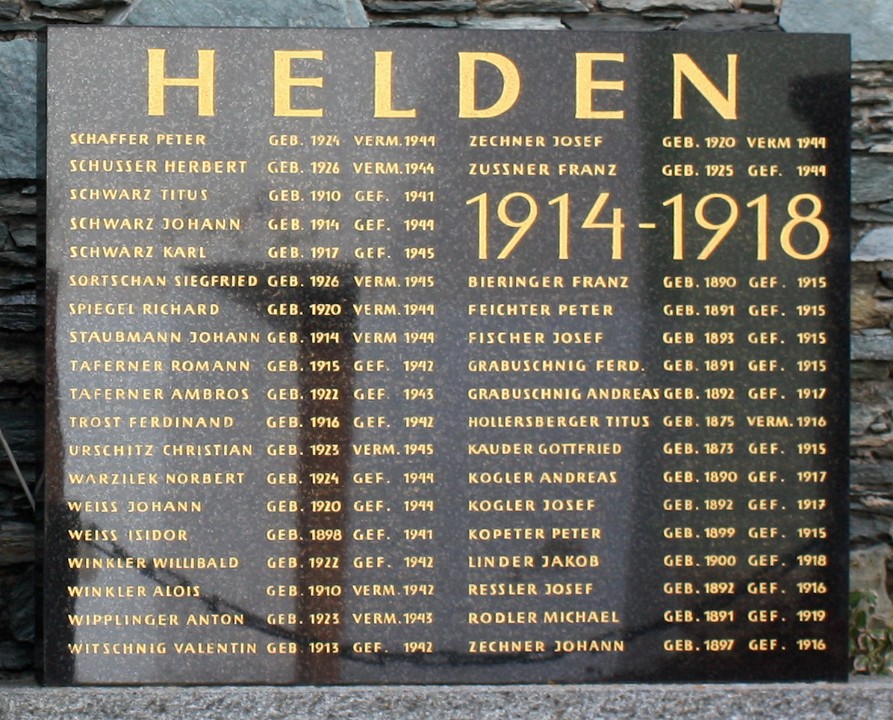 HELDEN
SCHAFFER PETER GEB. 1924 VERM. 1944
SCHUSSER HERBERT GEB. 1926 VERM. 1944
SCHWARZ TITUS GEB. 1910 GEF. 1941
SCHWARZ JOHANN GEB. 1914 GEF. 1944
SCHWARZ KARL GEB. 1917 GEF. 1945
SORTSCHAN SIEGFRIED GEB. 1926 VERM. 1945
SPIEGEL RICHARD GEB. 1920 VERM. 1944
STAUBMANN JOHANN GEB. 1914 VERM 1944
TAFERNER ROMANN GEB. 1915 GEF. 1942
TAFERNER AMBROS GEB. 1922 GEF 1943
TROST FERDINAND GEB. 1916 GEF. 1942
URSCHITZ CHRISTIAN GEB. 1923 VERM. 1945
WARZILEK NORBERT GEB. 1924 GEF. 1944
WEISS JOHANN GEB. 1920 GEF. 1944
WEISS ISIDOR GEB. 1898 GEF. 1941
WINKLER WILLIBALD GEB. 1922 GEF. 1942
WINKLER ALOIS GEB. 1910 VERM. 1942
WIPPLINGER ANTON GEB. 1923 VERM. 1943
WITSCHNIG VALENTIN GEB. 1913 GEF. 1942
ZECHNER JOSEF GEB. 1920 VERM 1944
ZUSSNER FRANZ GEB. 1925 GEF. 1944
1914-1918
BIERINGER FRANZ GEB. 1890 GEF. 1915
FEICHTER PETER GEB. 1891 GEF. 1915
FISCHER JOSEF GEB 1893 GEF. 1915
GRABUSCHNIG FERD. GEB. 1891 GEF. 1915
GRABUSCHNIG ANDREAS GEB. 1892 GEF. 1917
HOLLERSBERGER TITUS GEB. 1875 VERM. 1916
KAUDER GOTTFRIED GEB. 1873 GEF. 1915
KOGLER ANDREAS GEB. 1890 GEF. 1917
KOGLER JOSEF GEB. 1892 GEF. 1917
KOPETER PETER GEB. 1899 GEF. 1915
LINDER JAKOB GEB. 1900 GEF. 1918
RESSLER JOSEF GEB. 1892 GEF. 1916
RODLER MICHAEL GEB. 1891 GEF. 1919
ZECHNER JOHANN GEB. 1897 GEF. 1916